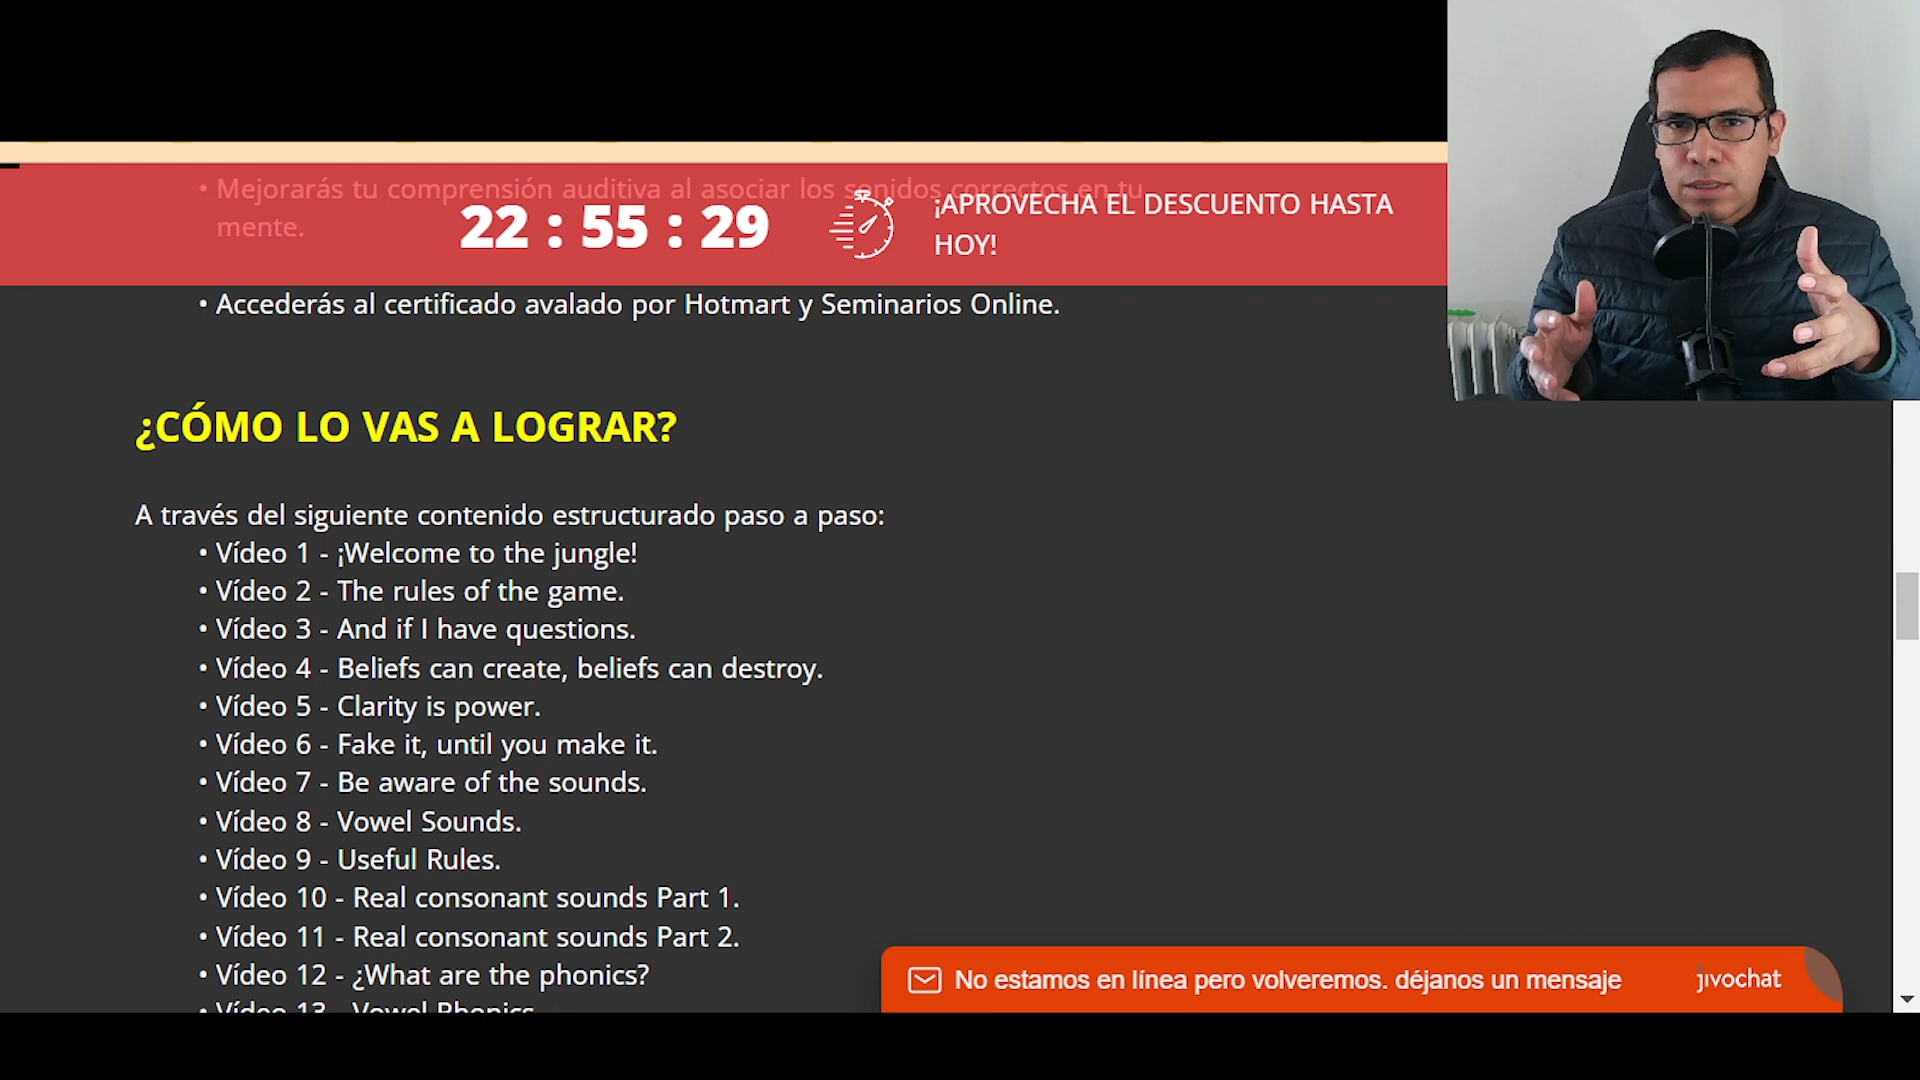 • Mejorarás tu comprensión auditiva al asociar los sonidos correctos en tu
mente.
22 : 55 : 29
¡APROVECHA EL DESCUENTO HASTA
HOY!
• Accederás al certificado avalado por Hotmart y Seminarios Online.
¿CÓMO LO VAS A LOGRAR?
A través del siguiente contenido estructurado paso a paso:
• Vídeo 1 - ¡Welcome to the jungle!
• Vídeo 2 - The rules of the game.
• Vídeo 3 - And if I have questions.
• Vídeo 4 - Beliefs can create, beliefs can destroy.
• Vídeo 5 - Clarity is power.
• Vídeo 6 - Fake it, until you make it.
• Vídeo 7 - Be aware of the sounds.
• Vídeo 8 - Vowel Sounds.
• Vídeo 9 - Useful Rules.
• Vídeo 10 - Real consonant sounds Part 1.
• Vídeo 11 - Real consonant sounds Part 2.
• Vídeo 12 - ¿What are the phonics?
• Vídeo 13 - Vowel Phonics.
No estamos en línea pero volveremos. déjanos un mensaje
jivochat